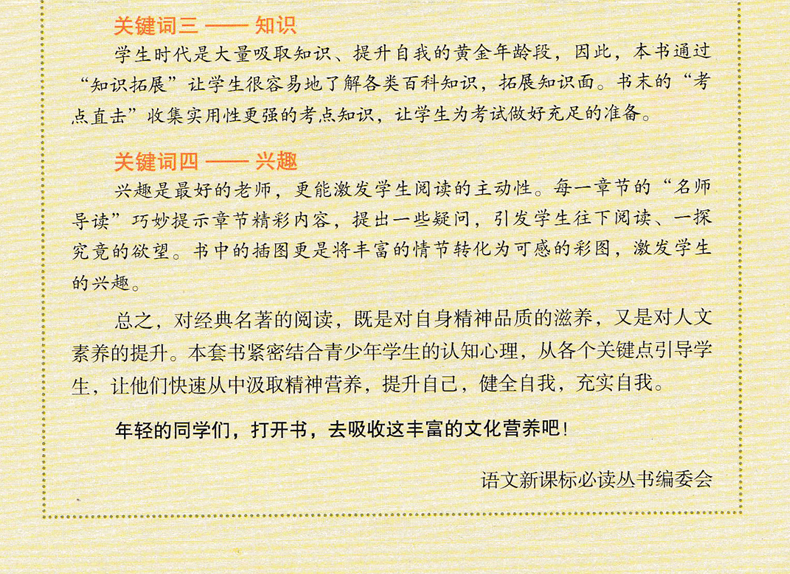 关键词三 —— 知识
学生时代是大量吸取知识、提升自我的黄金年龄段，因此，本书通过
“知识拓展”让学生很容易地了解各类百科知识，拓展知识面。书末的“考
点直击”收集实用性更强的考点知识，让学生为考试做好充足的准备。
关键词四 —— 兴趣
兴趣是最好的老师，更能激发学生阅读的主动性。每一章节的“名师
导读”巧妙提示章节精彩内容，提出一些疑问，引发学生往下阅读、一探
究竟的欲望。书中的插图更是将丰富的情节转化为可感的彩图，激发学生
的兴趣。
总之，对经典名著的阅读，既是对自身精神品质的滋养，又是对人文
素养的提升。本套书紧密结合青少年学生的认知心理，从各个关键点引导学
生，让他们快速从中汲取精神营养，提升自己，健全自我，充实自我。
年轻的同学们，打开书，去吸收这丰富的文化营养吧！
语文新课标必读丛书编委会